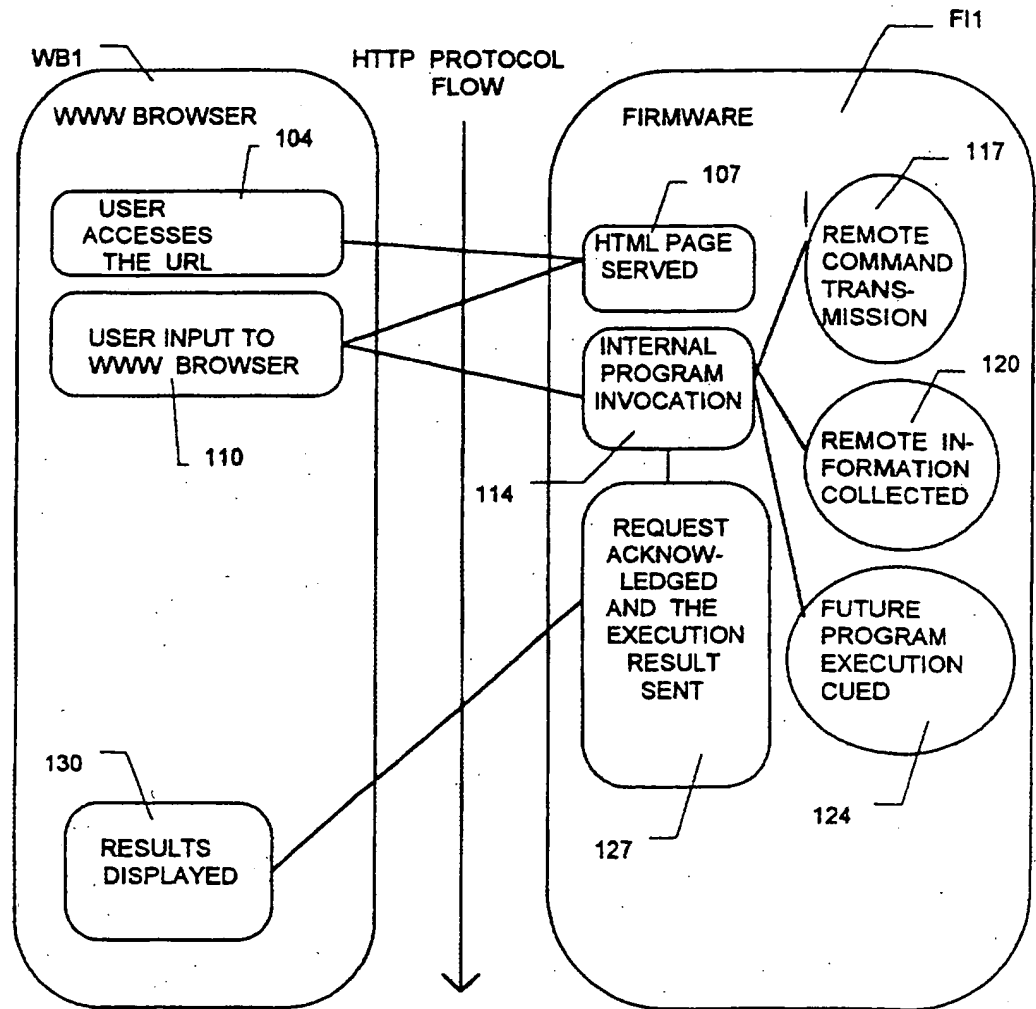 FI1
WB1
HTTP PROTOCOL
FLOW
WWW BROWSER
104
USER
ACCESSES
THE URL
USER INPUT TO
WWW BROWSER
110
130
RESULTS
DISPLAYED
FIRMWARE
107
HTML PAGE
SERVED
INTERNAL
PROGRAM
INVOCATION
114
REQUEST
ACKNOW-
LEDGED
AND THE
EXECUTION
RESULT
SENT
127
117
REMOTE
COMMAND
TRANS-
MISSION
120
REMOTE IN-
FORMATION
COLLECTED
FUTURE
PROGRAM
EXECUTION
CUED
124